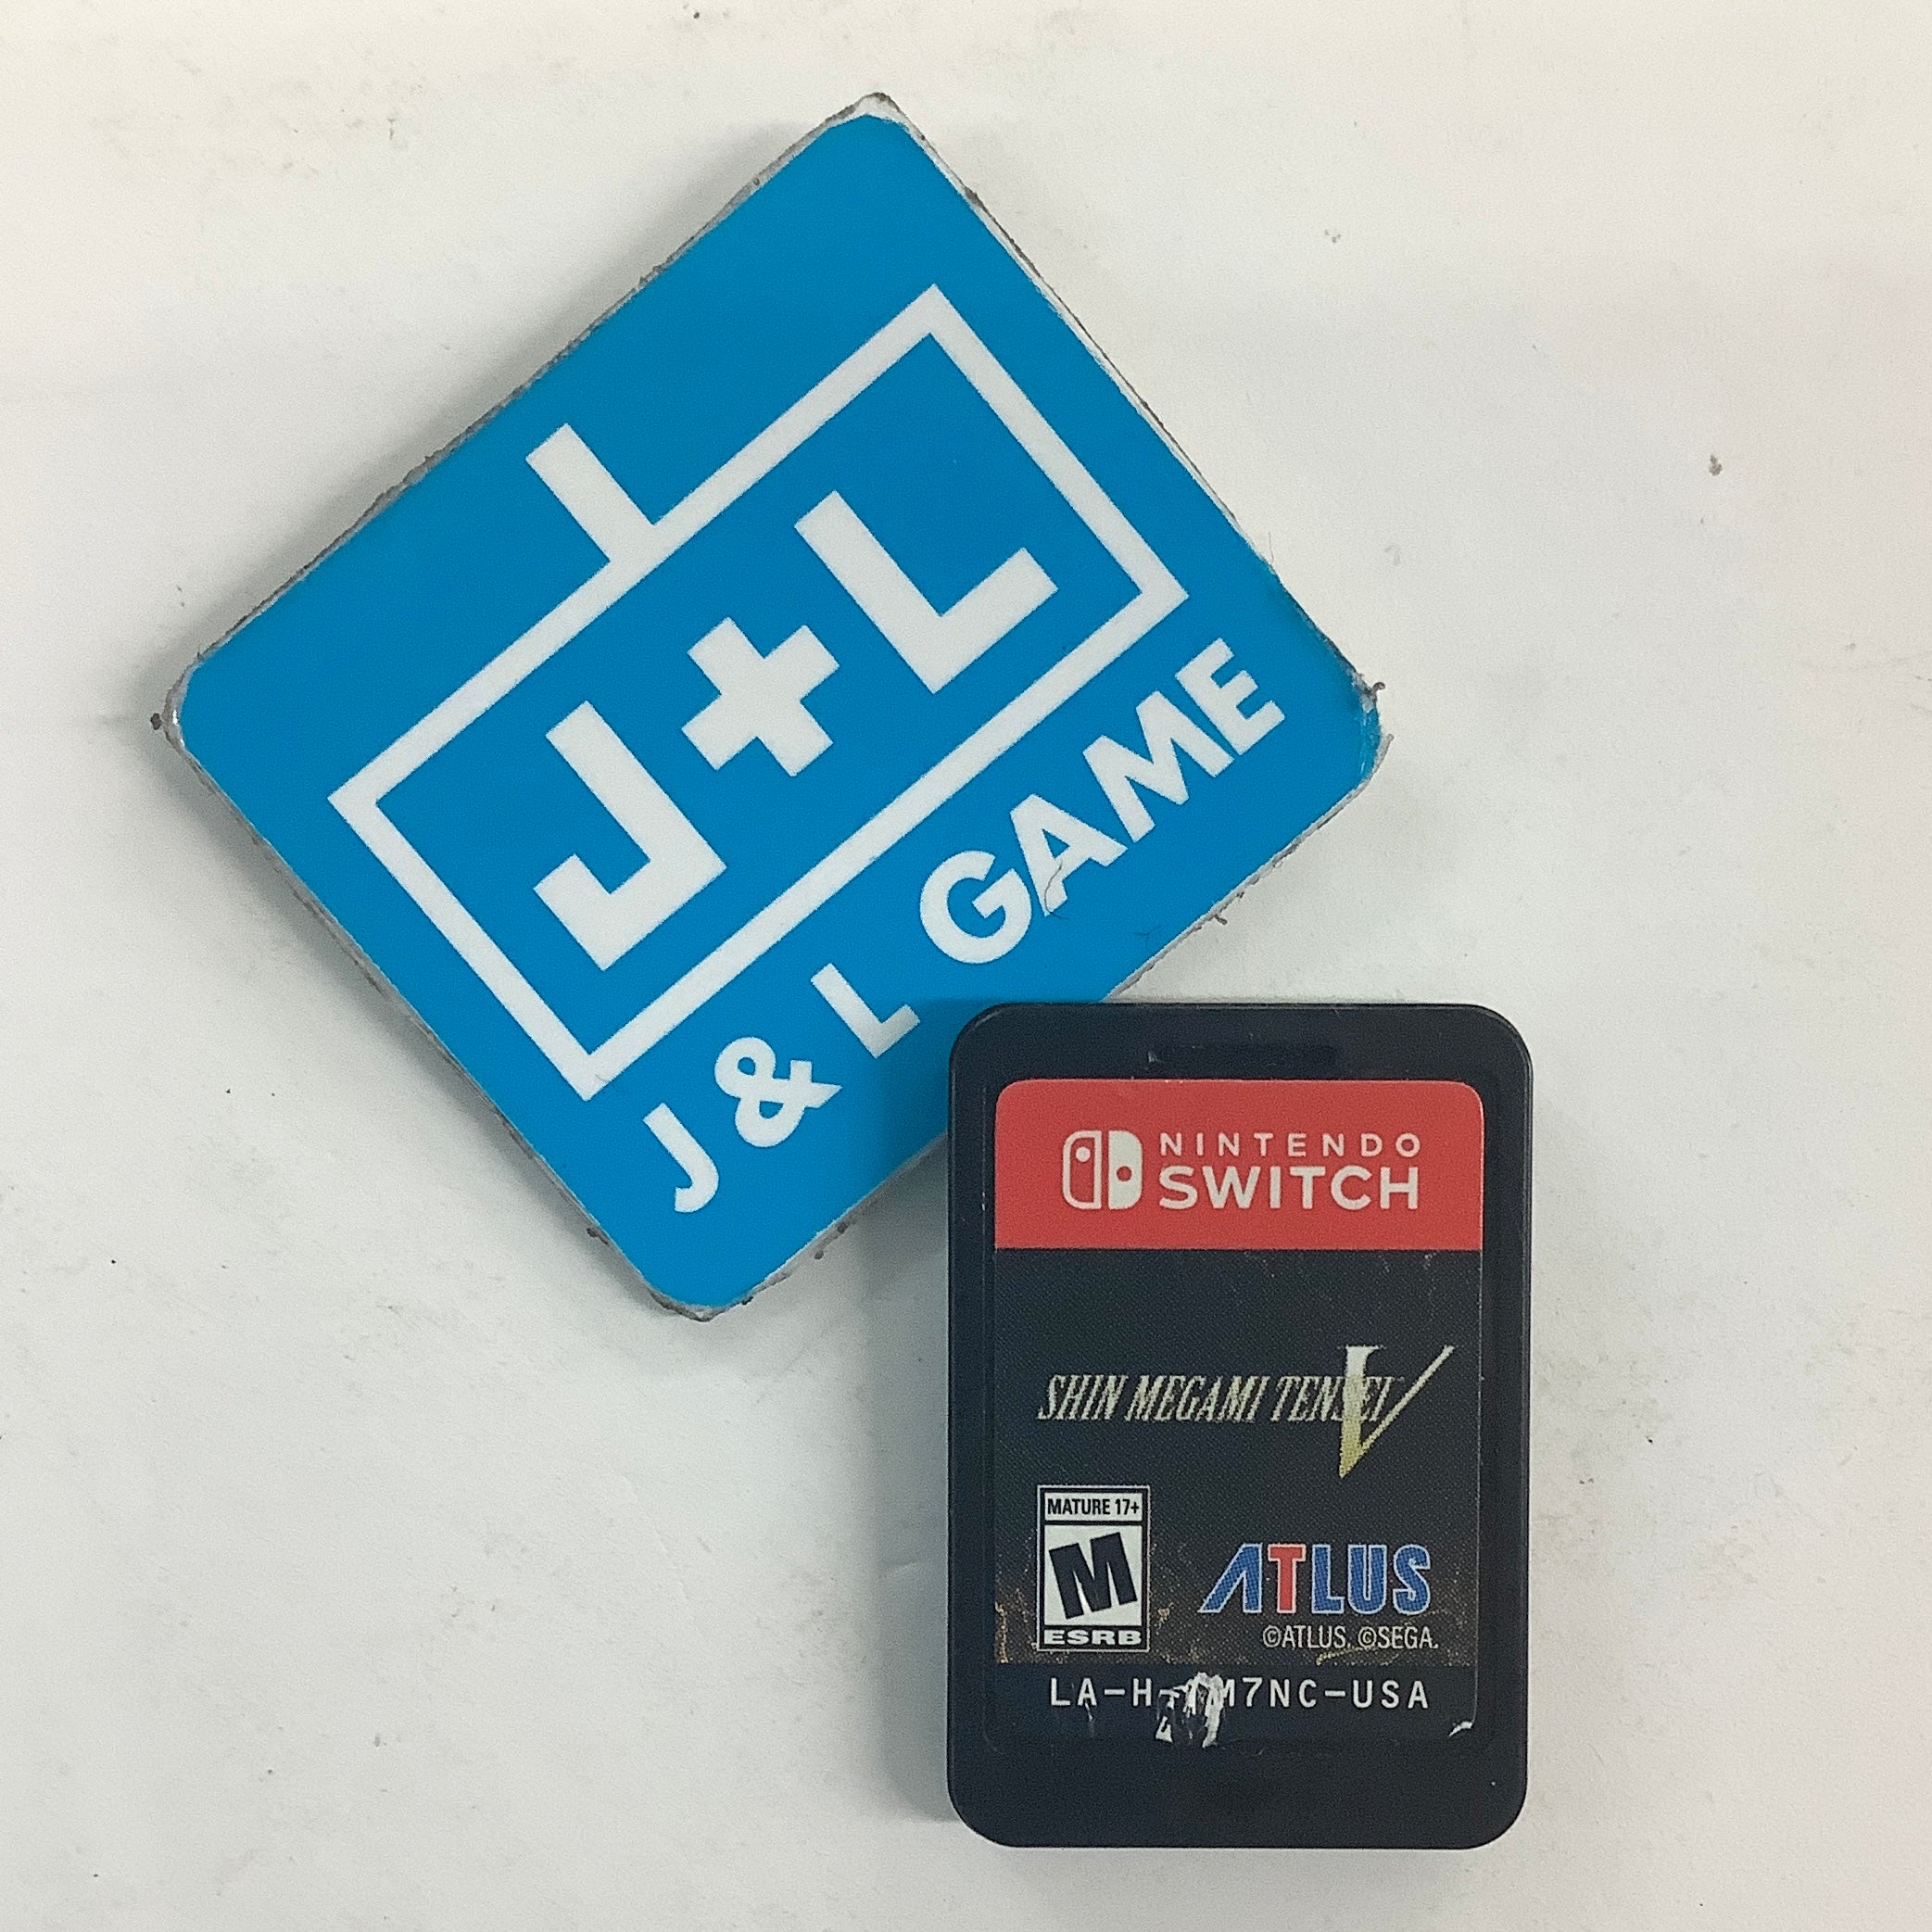 J+L
J & L GAME
NINTENDO
SWITCH
SHIN MEGAMI TENSEI V
MATURE 17+
M
ESRB
ATLUS
©ATLUS. ©SEGA.